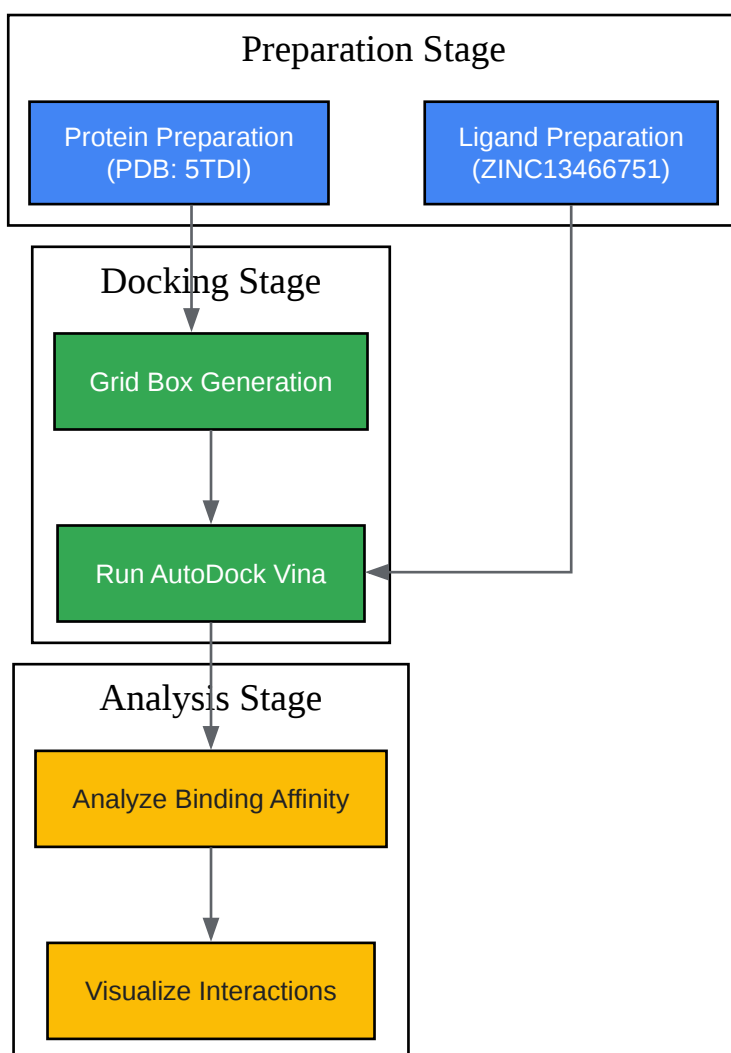 Preparation Stage
Protein Preparation
(PDB: 5TDI)
Ligand Preparation
(ZINC13466751)
Docking Stage
Grid Box Generation
Run AutoDock Vina
Analysis Stage
Analyze Binding Affinity
Visualize Interactions